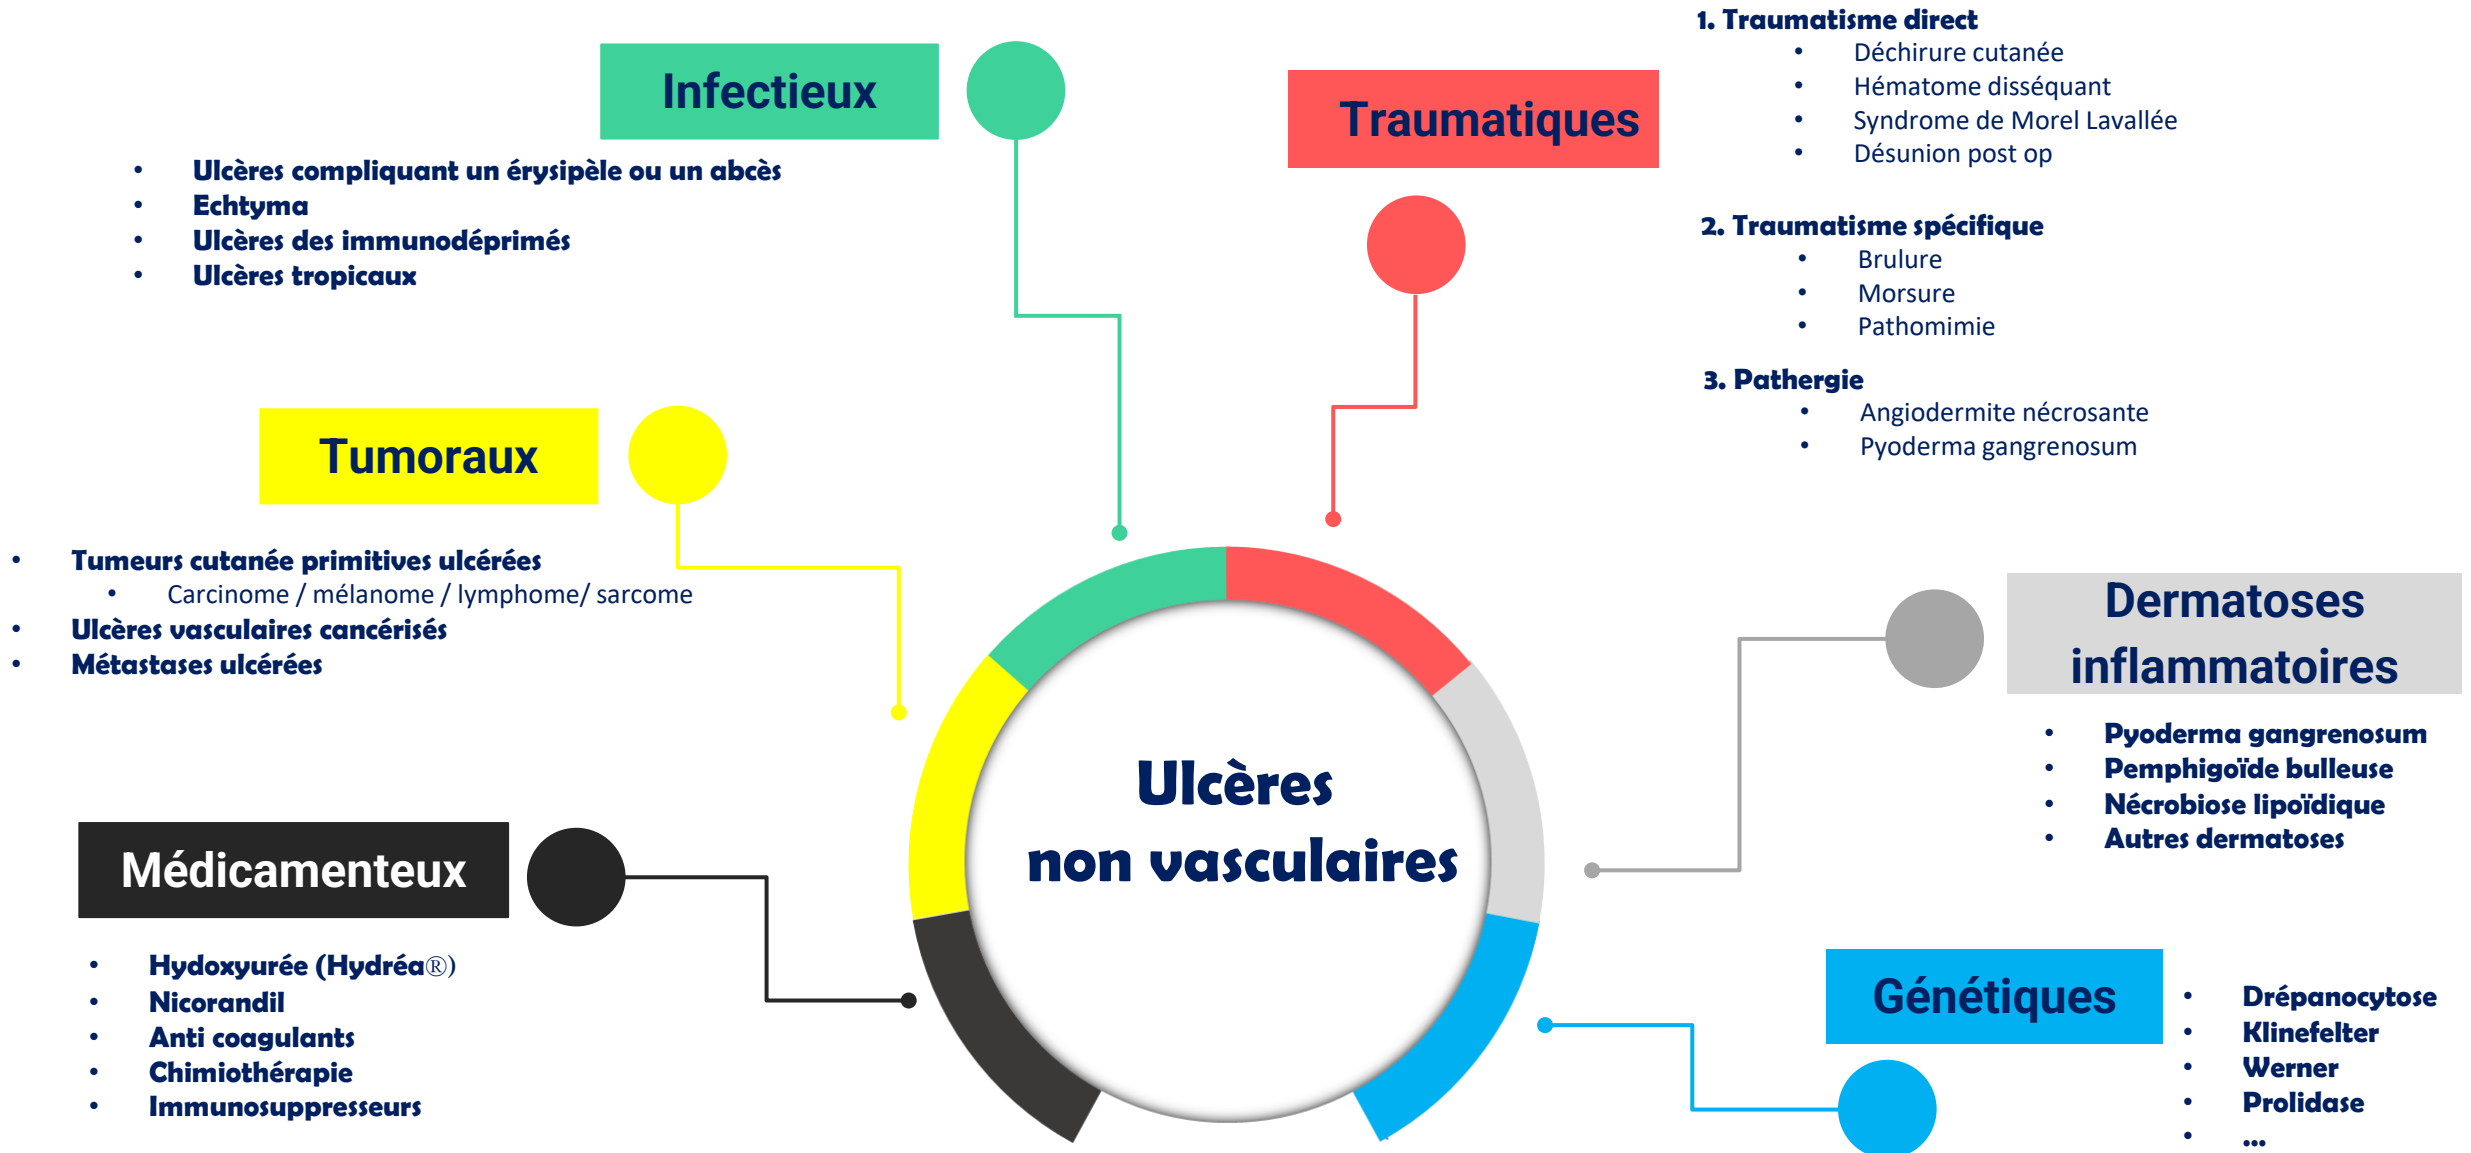 Infectieux
• Ulcères compliquant un érysipèle ou un abcès
• Echtyma
• Ulcères des immunodéprimés
• Ulcères tropicaux
Traumatiques
1. Traumatisme direct
• Déchirure cutanée
• Hématome disséquant
• Syndrome de Morel Lavallée
• Désunion post op
2. Traumatisme spécifique
• Brulure
• Morsure
• Pathomimie
3. Pathergie
• Angiodermite nécrosante
• Pyoderma gangrenosum
Tumoraux
• Tumeurs cutanée primitives ulcérées
• Carcinome / mélanome / lymphome/ sarcome
• Ulcères vasculaires cancérisés
• Métastases ulcérées
Dermatoses
inflammatoires
• Pyoderma gangrenosum
• Pemphigoïde bulleuse
• Nécrobiose lipoïdique
• Autres dermatoses
Ulcères
non vasculaires
Médicamenteux
• Hydoxyurée (Hydréa®)
• Nicorandil
• Anti coagulants
• Chimiothérapie
• Immunosuppresseurs
Génétiques
• Drépanocytose
• Klinefelter
• Werner
• Prolidase
• ...